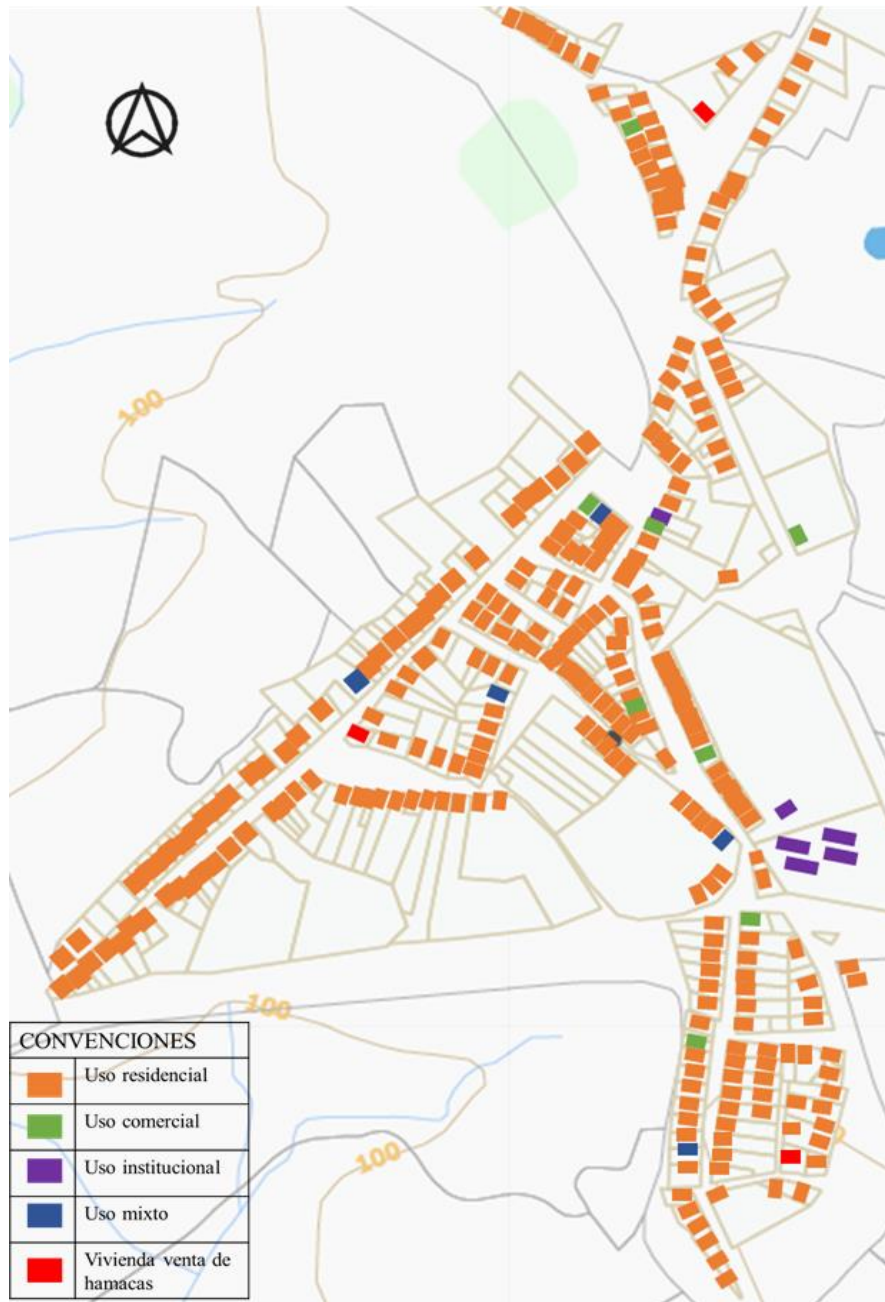 100
100
100
CONVENCIONES
Uso residencial
Uso comercial
Uso institucional
Uso mixto
Vivienda venta de
hamacas